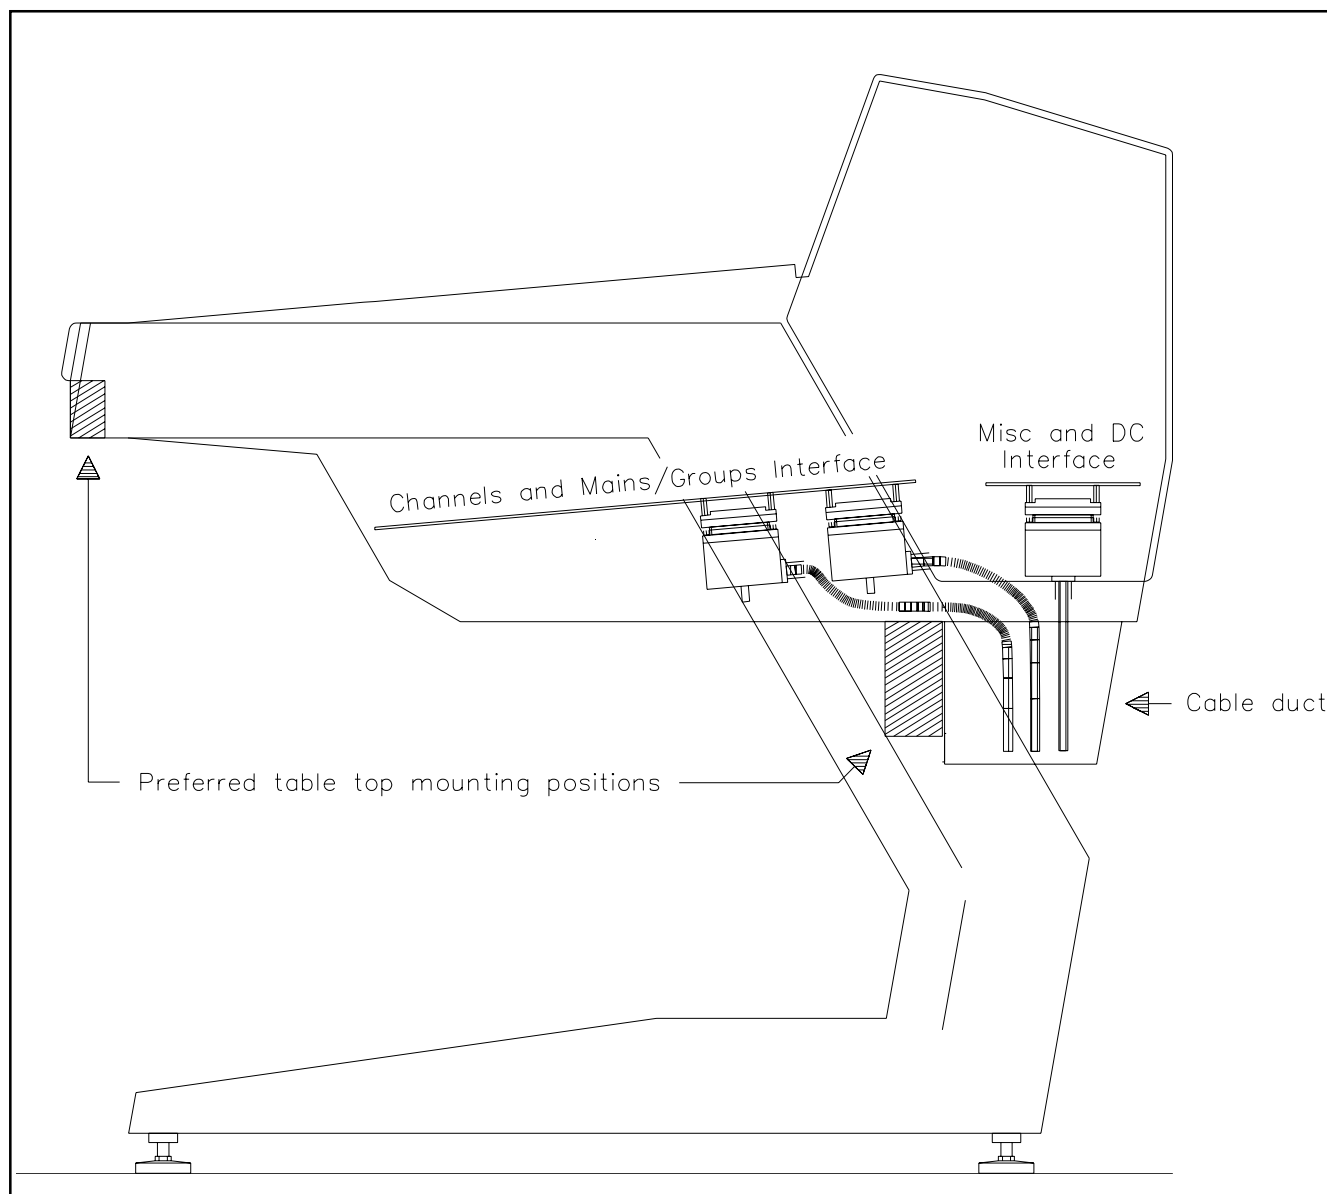 Misc and DC
Interface
Channels and Mains/Groups Interface
Cable duct
Preferred table top mounting positions